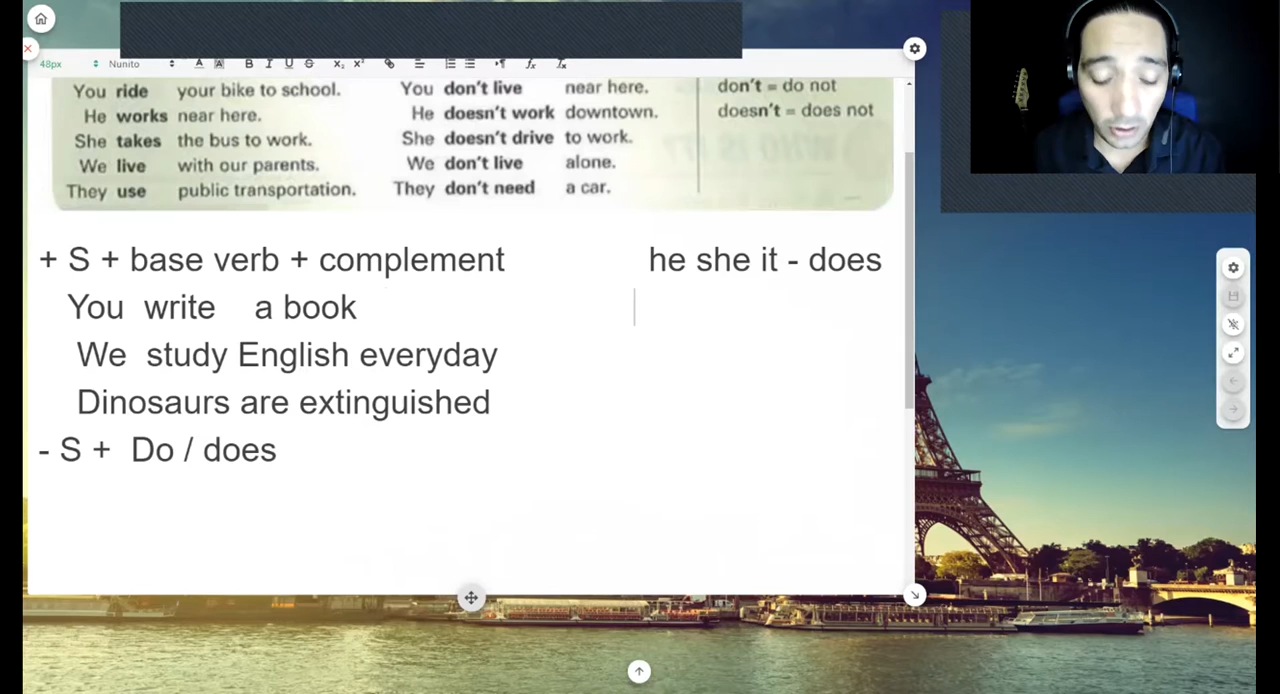 48px Nunito
You ride your bike to school. You don't live near here. don't = do not
He works near here. He doesn't work downtown. doesn't = does not
She takes the bus to work. She doesn't drive to work.
We live with our parents. We don't live alone.
They use public transportation. They don't need a car.
+ S + base verb + complement he she it - does
You write a book
We study English everyday
Dinosaurs are extinguished
- S + Do / does